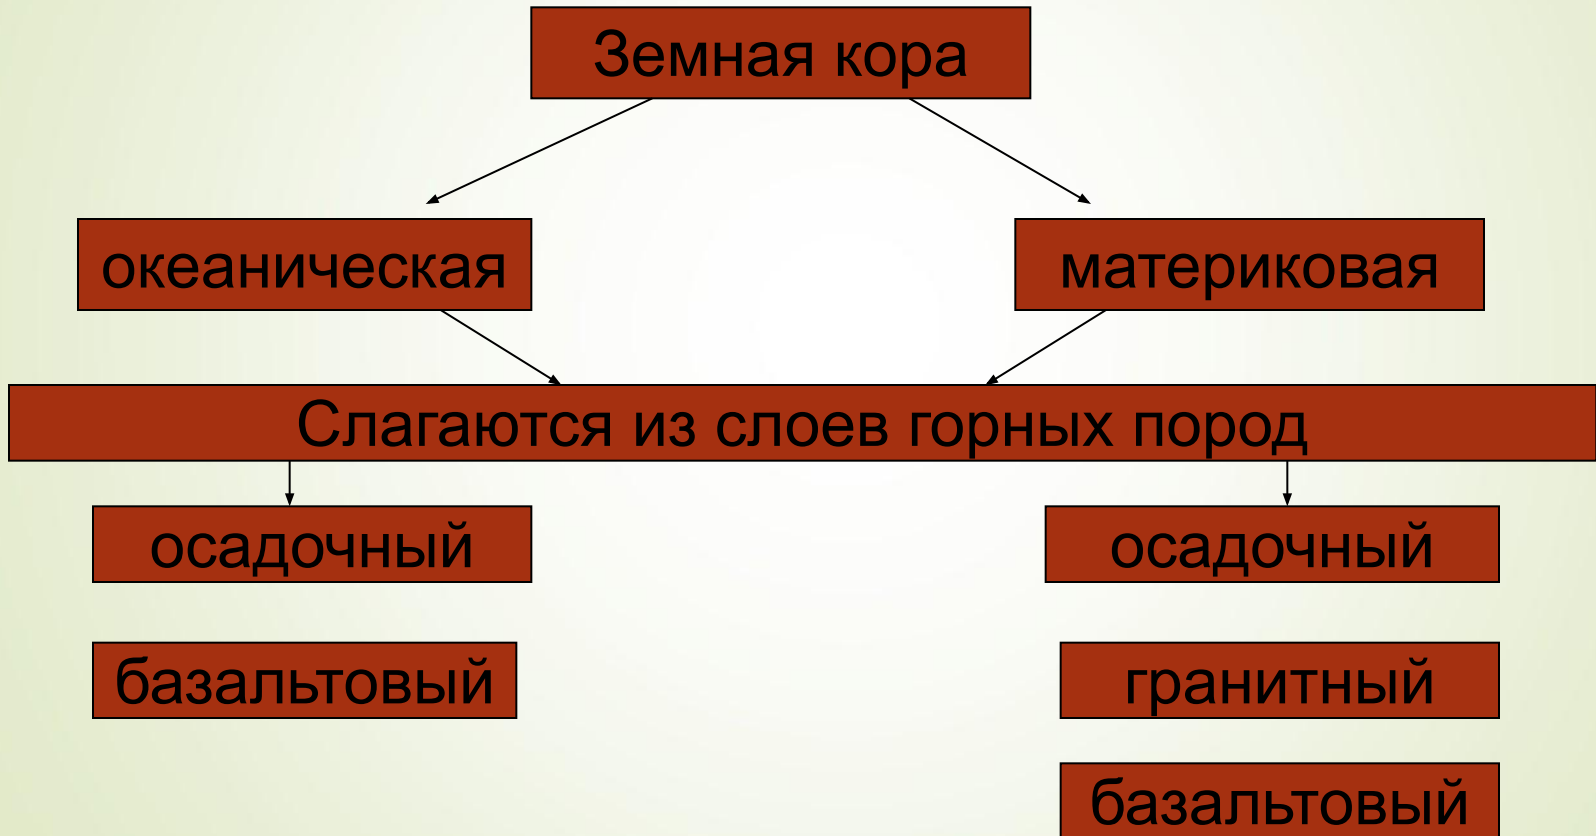 Земная кора
океаническая
материковая
Слагаются из слоев горных пород
осадочный
осадочный
базальтовый
гранитный
базальтовый